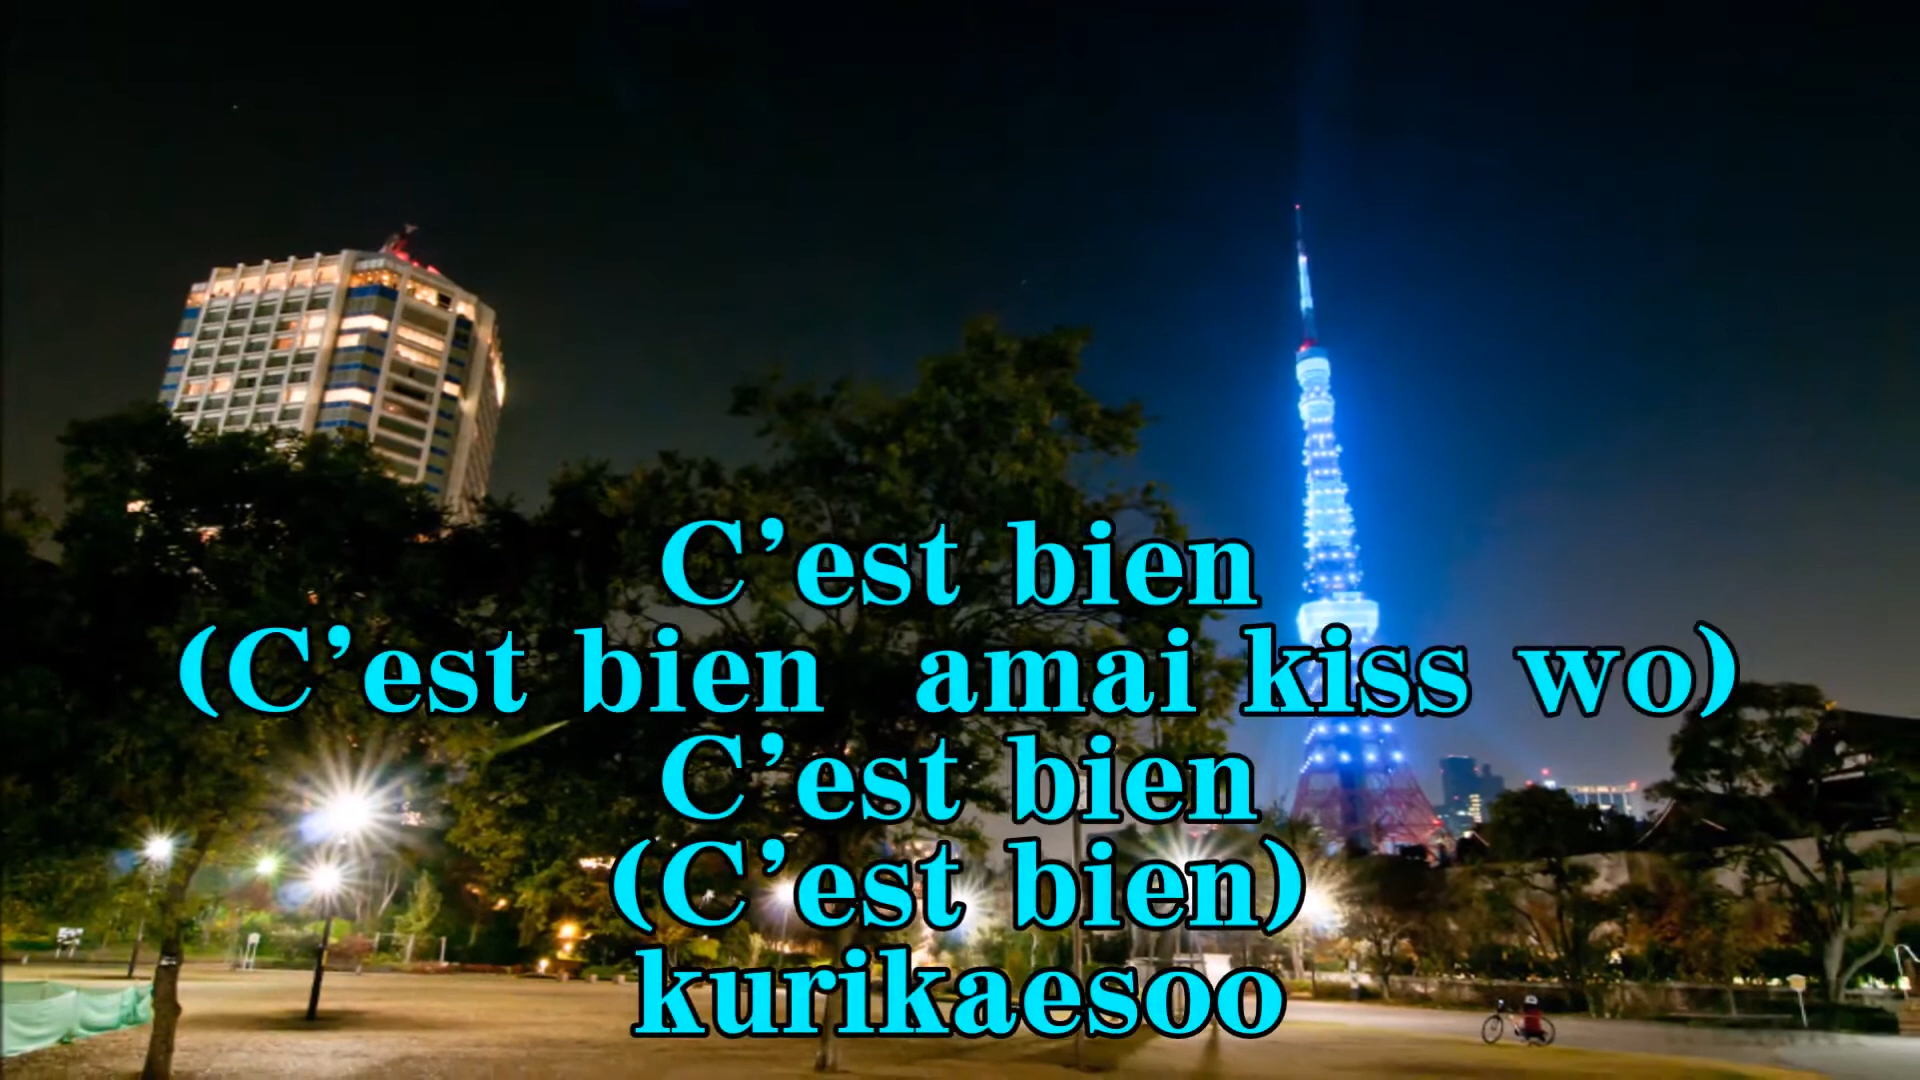 C'est bien
(C'est bien  amai kiss wo)
C'est bien
(C'est bien)
kurikaesoo